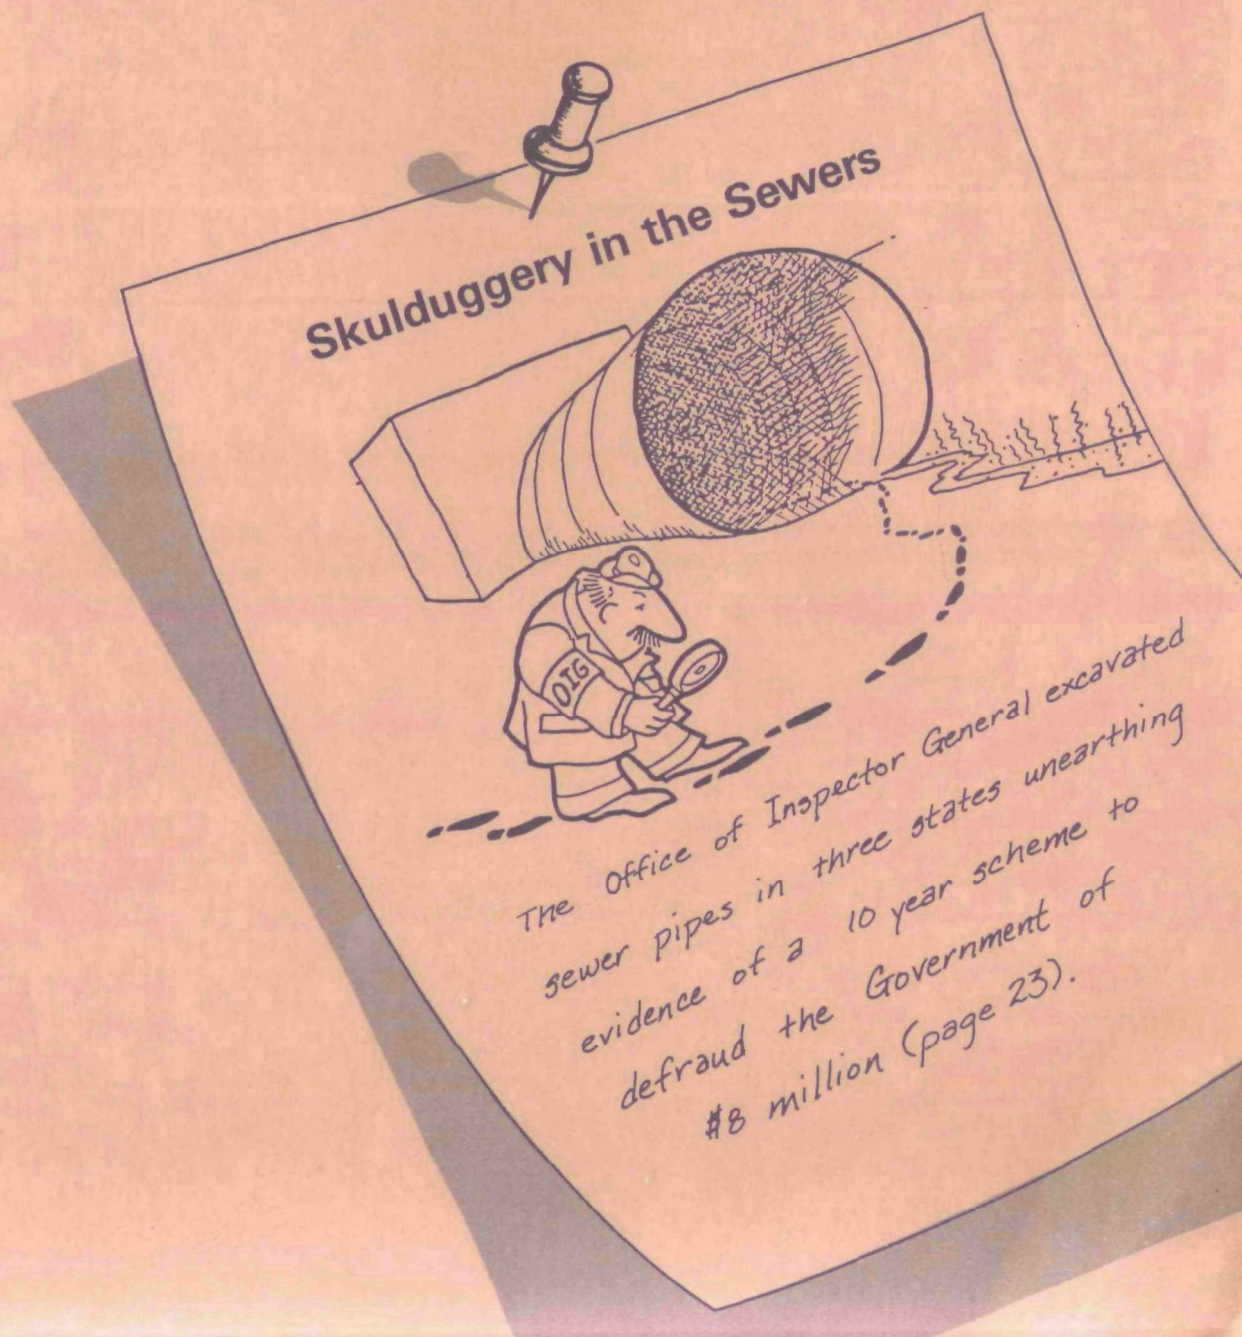 Skulduggery in the Sewers
OIG
The Office of Inspector General excavated
sewer pipes in three states unearthing
evidence of a 10 year scheme to
defraud the Government of
$8 million (page 23).